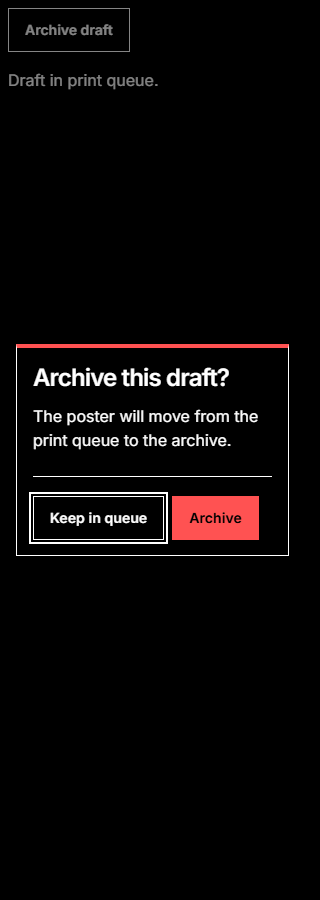 Archive draft
Draft in print queue.
Archive this draft?
The poster will move from the
print queue to the archive.
Keep in queue
Archive